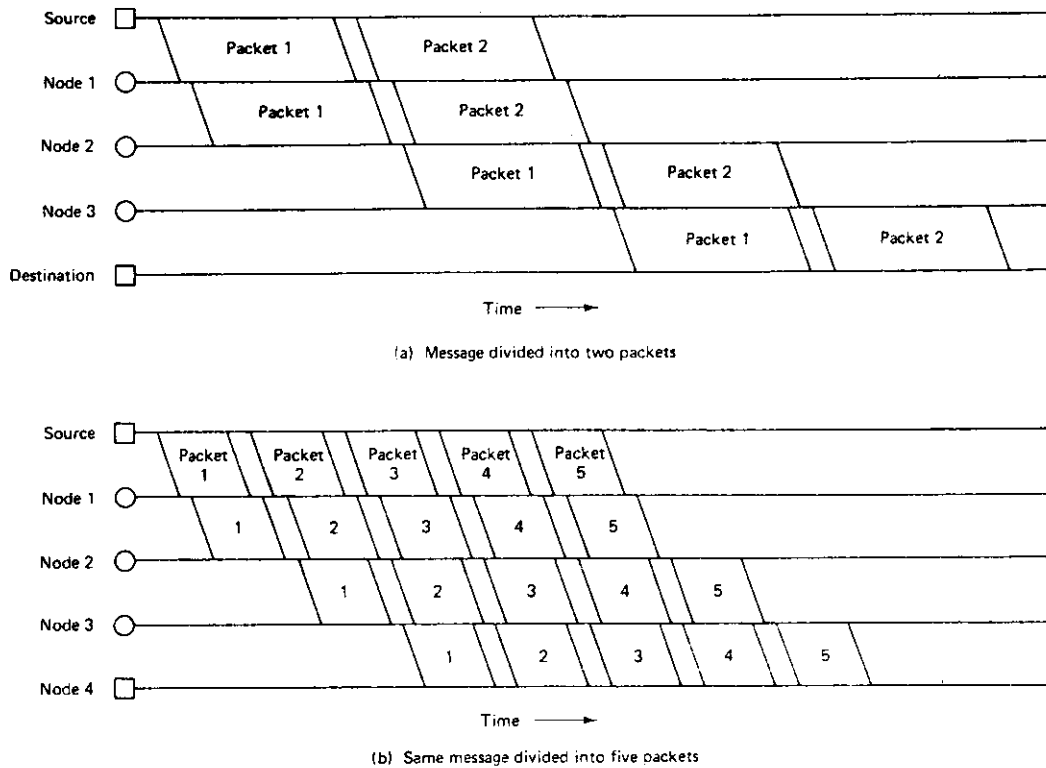 Source
Packet 1
Packet 2
Node 1
Packet 1
Packet 2
Node 2
Packet 1
Packet 2
Node 3
Packet 1
Packet 2
Destination
Time
(a) Message divided into two packets
Source
Packet
1
Packet
2
Packet
3
Packet
4
Packet
5
Node 1
1
2
3
4
5
Node 2
1
2
3
4
5
Node 3
1
2
3
4
5
Node 4
Time
(b) Same message divided into five packets